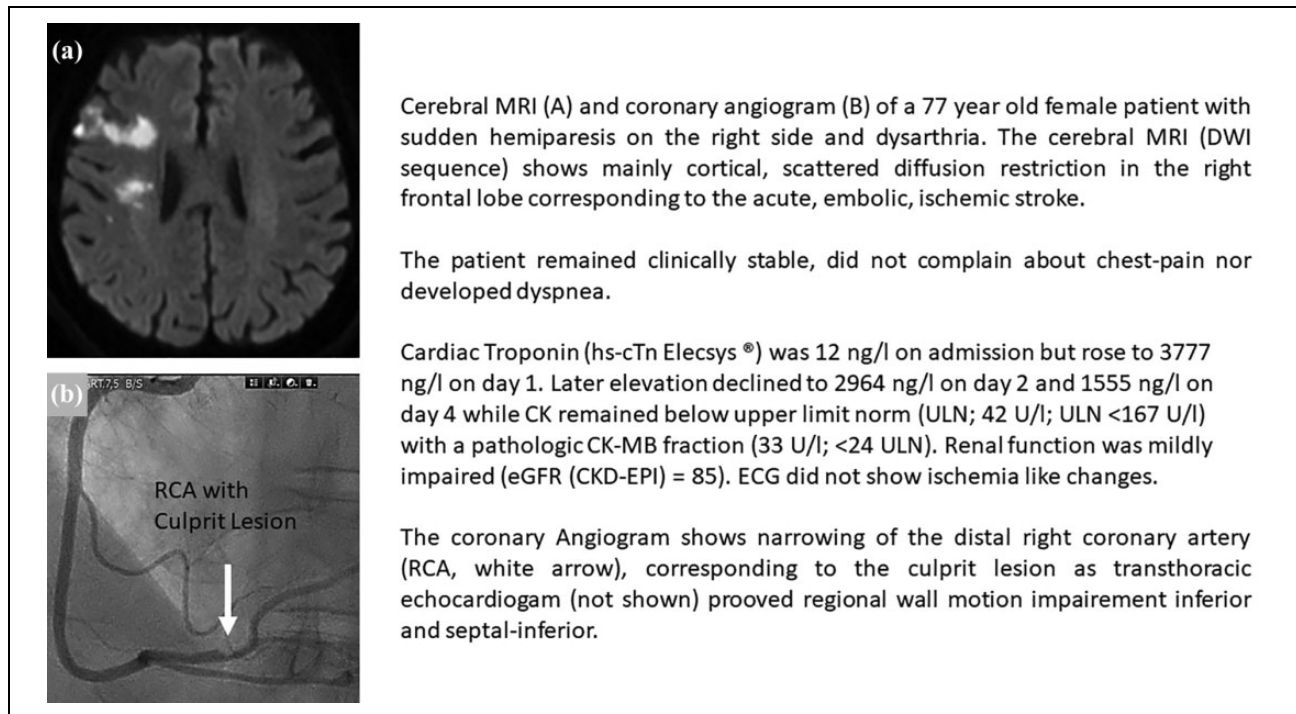 (a)
Cerebral MRI (A) and coronary angiogram (B) of a 77 year old female patient with
sudden hemiparesis on the right side and dysarthria. The cerebral MRI (DWI
sequence) shows mainly cortical, scattered diffusion restriction in the right
frontal lobe corresponding to the acute, embolic, ischemic stroke.
The patient remained clinically stable, did not complain about chest-pain nor
developed dyspnea.
Cardiac Troponin (hs-cTn Elecsys ®) was 12 ng/l on admission but rose to 3777
ng/l on day 1. Later elevation declined to 2964 ng/l on day 2 and 1555 ng/l on
day 4 while CK remained below upper limit norm (ULN; 42 U/l; ULN <167 U/l)
with a pathologic CK-MB fraction (33 U/l; <24 ULN). Renal function was mildly
impaired (eGFR (CKD-EPI) = 85). ECG did not show ischemia like changes.
The coronary Angiogram shows narrowing of the distal right coronary artery
(RCA, white arrow), corresponding to the culprit lesion as transthoracic
echocardiogam (not shown) prooved regional wall motion impairement inferior
and septal-inferior.
(b)
ART.7,5 B/S
RCA with
Culprit Lesion